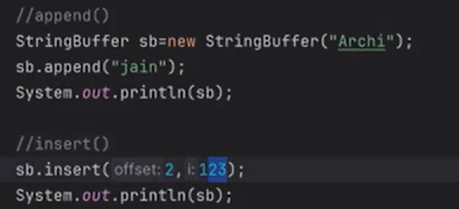 //append()
StringBuffer sb=new StringBuffer("Archi");
sb.append("jain");
System.out.println(sb);
//insert()
sb.insert( offset: 2, i: 123);
System.out.println(sb);